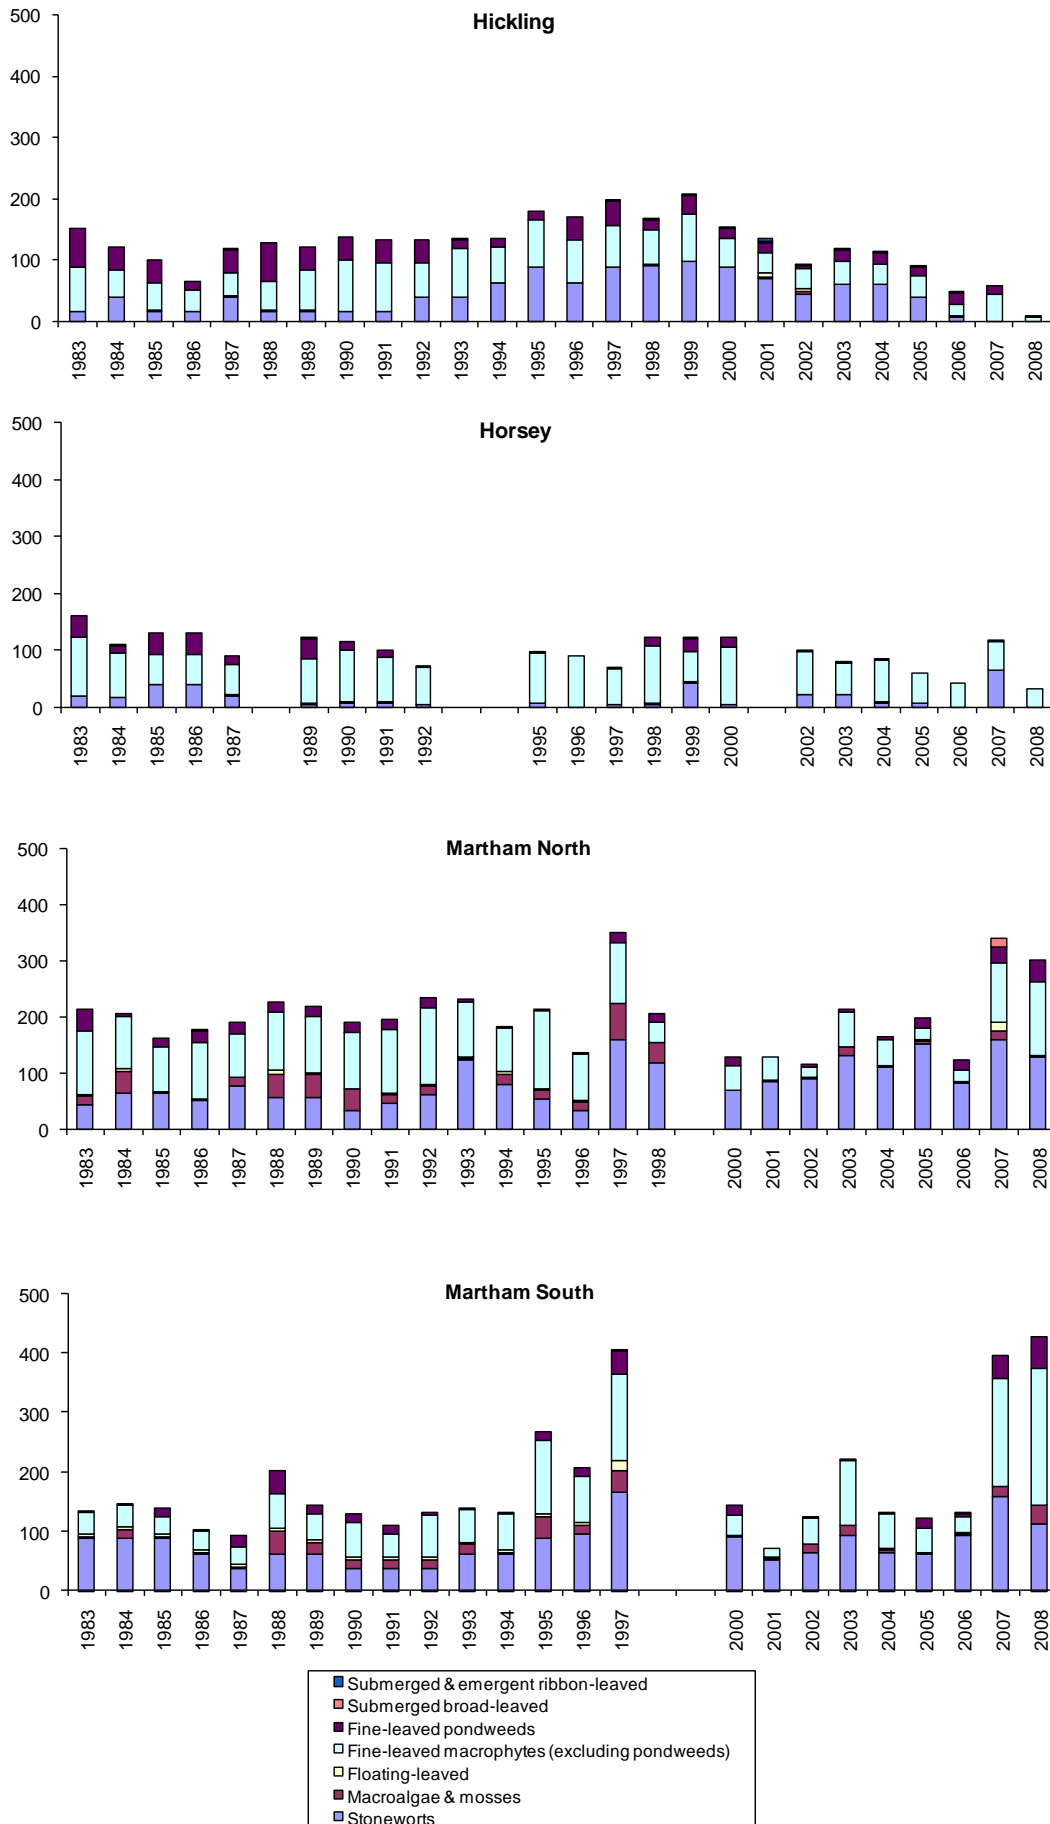 Hickling
500
400
300
200
100
0
1983 1984 1985 1986 1987 1988 1989 1990 1991 1992 1993 1994 1995 1996 1997 1998 1999 2000 2001 2002 2003 2004 2005 2006 2007 2008
Horsey
500
400
300
200
100
0
1983 1984 1985 1986 1987 1989 1990 1991 1992 1995 1996 1997 1998 1999 2000 2002 2003 2004 2005 2006 2007 2008
Martham North
500
400
300
200
100
0
1983 1984 1985 1986 1987 1988 1989 1990 1991 1992 1993 1994 1995 1996 1997 1998 2000 2001 2002 2003 2004 2005 2006 2007 2008
Martham South
500
400
300
200
100
0
1983 1984 1985 1986 1987 1988 1989 1990 1991 1992 1993 1994 1995 1996 1997 2000 2001 2002 2003 2004 2005 2006 2007 2008
Submerged & emergent ribbon-leaved
Submerged broad-leaved
Fine-leaved pondweeds
Fine-leaved macrophytes (excluding pondweeds)
Floating-leaved
Macroalgae & mosses
Stoneworts